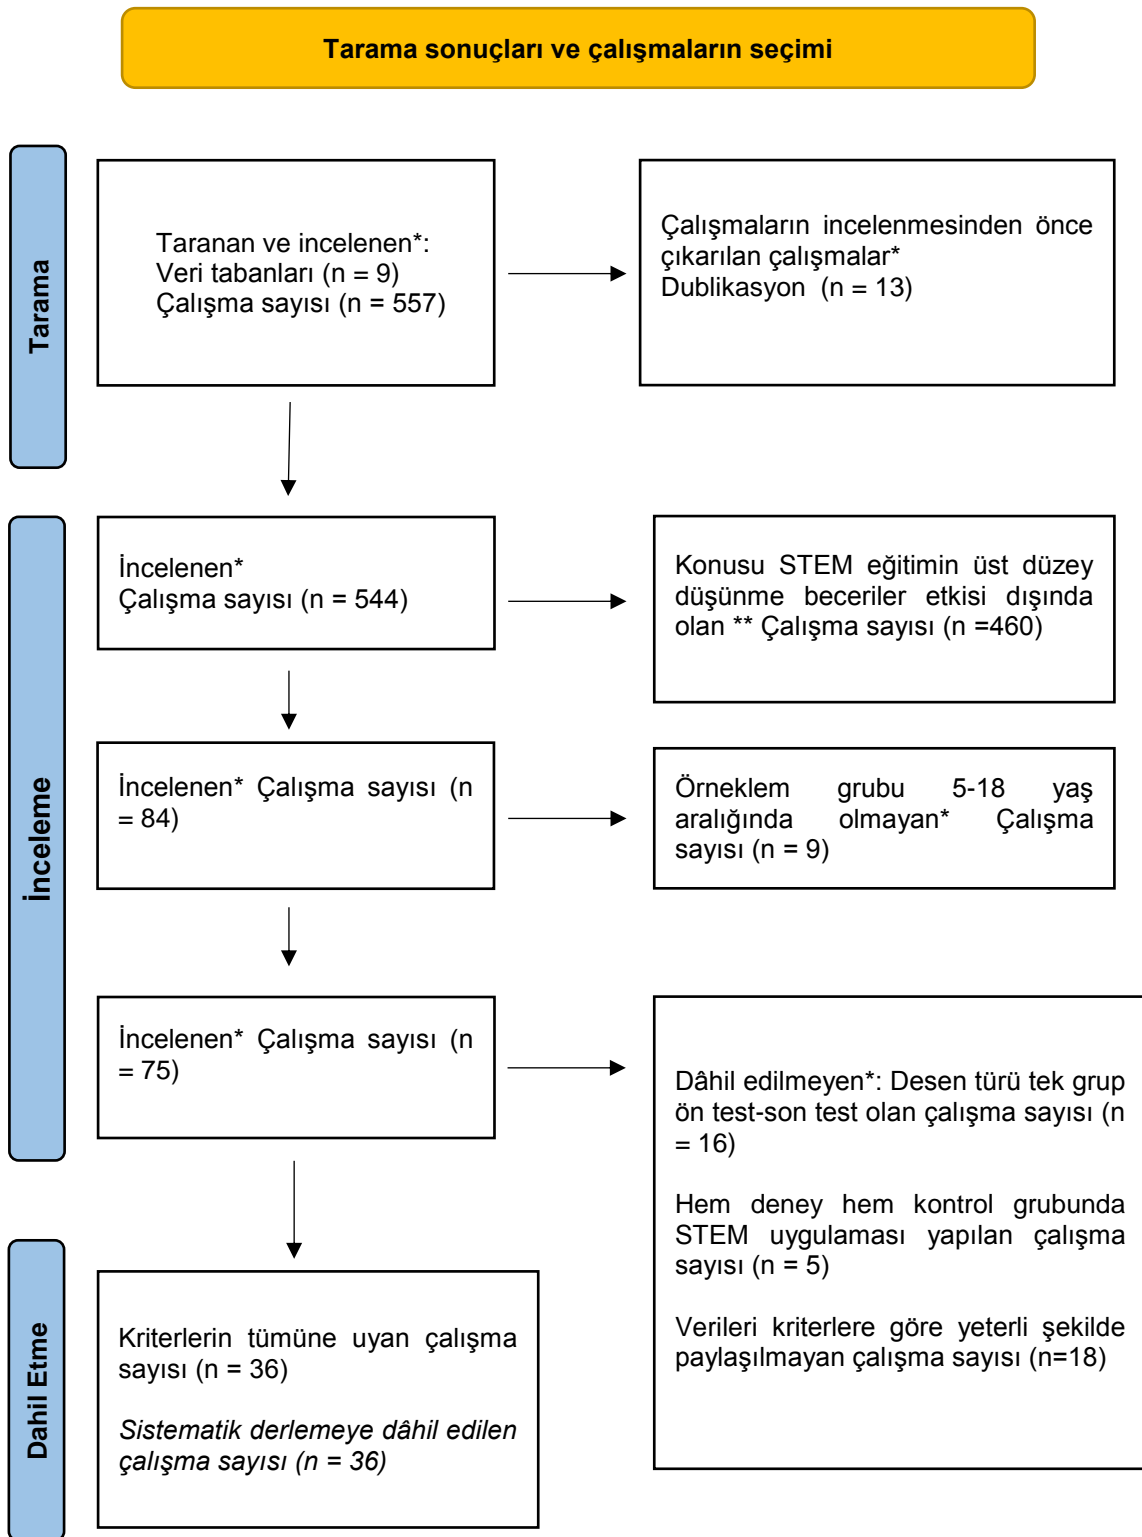 Tarama sonuçları ve çalışmaların seçimi
Tarama
Taranan ve incelenen*:
Veri tabanları (n = 9)
Çalışma sayısı (n = 557)
Çalışmaların incelenmesinden önce
çıkarılan çalışmalar*
Dublikasyon (n = 13)
İnceleme
İncelenen*
Çalışma sayısı (n = 544)
Konusu STEM eğitimin üst düzey
düşünme beceriler etkisi dışında
olan ** Çalışma sayısı (n =460)
İncelenen* Çalışma sayısı (n
= 84)
Örneklem grubu 5-18 yaş
aralığında olmayan* Çalışma
sayısı (n = 9)
İncelenen* Çalışma sayısı (n
= 75)
Dâhil edilmeyen*: Desen türü tek grup
ön test-son test olan çalışma sayısı (n
= 16)
Hem deney hem kontrol grubunda
STEM uygulaması yapılan çalışma
sayısı (n = 5)
Verileri kriterlere göre yeterli şekilde
paylaşılmayan çalışma sayısı (n=18)
Dahil Etme
Kriterlerin tümüne uyan çalışma
sayısı (n = 36)
Sistematik derlemeye dâhil edilen
çalışma sayısı (n = 36)